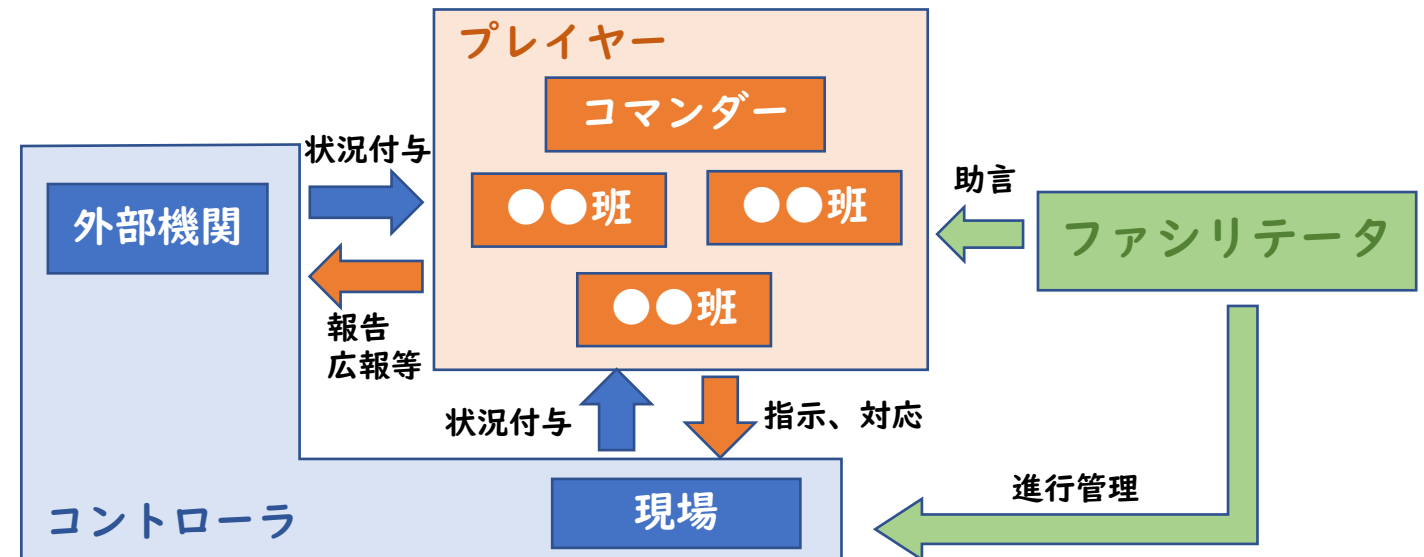 プレイヤー
コマンダー
状況付与
外部機関
●●班
●●班
助言
ファシリテータ
●●班
報告
広報等
状況付与
指示、対応
進行管理
現場
コントローラ